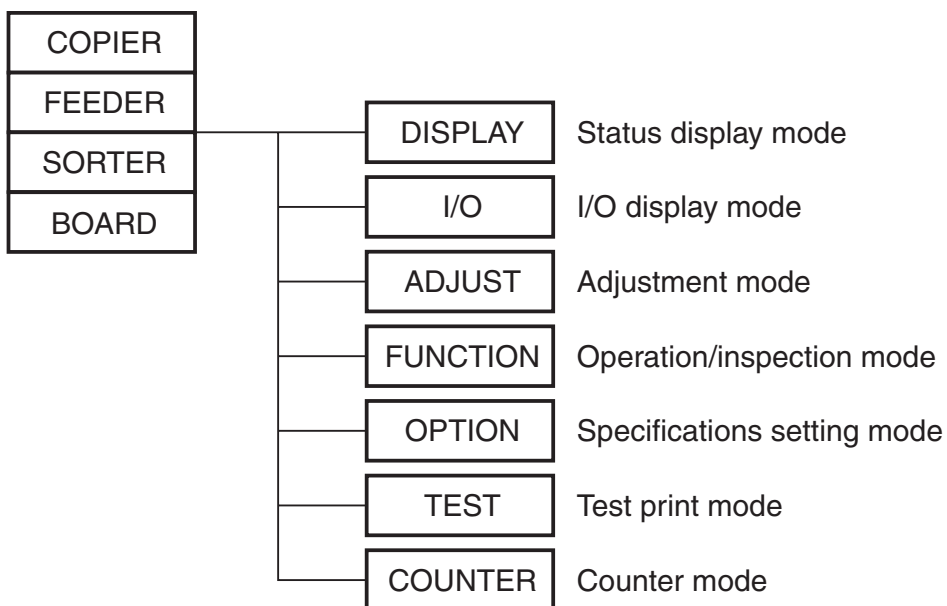 COPIER
FEEDER
SORTER
BOARD
DISPLAY Status display mode
I/O I/O display mode
ADJUST Adjustment mode
FUNCTION Operation/inspection mode
OPTION Specifications setting mode
TEST Test print mode
COUNTER Counter mode